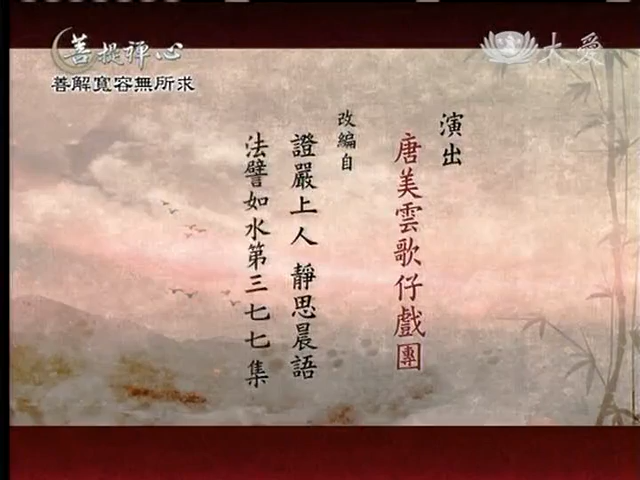 菩提禪心
善解寬容無所求
大愛
演出
唐美雲歌仔戲團
改編自
證嚴上人 靜思晨語
法譬如水第三七七集